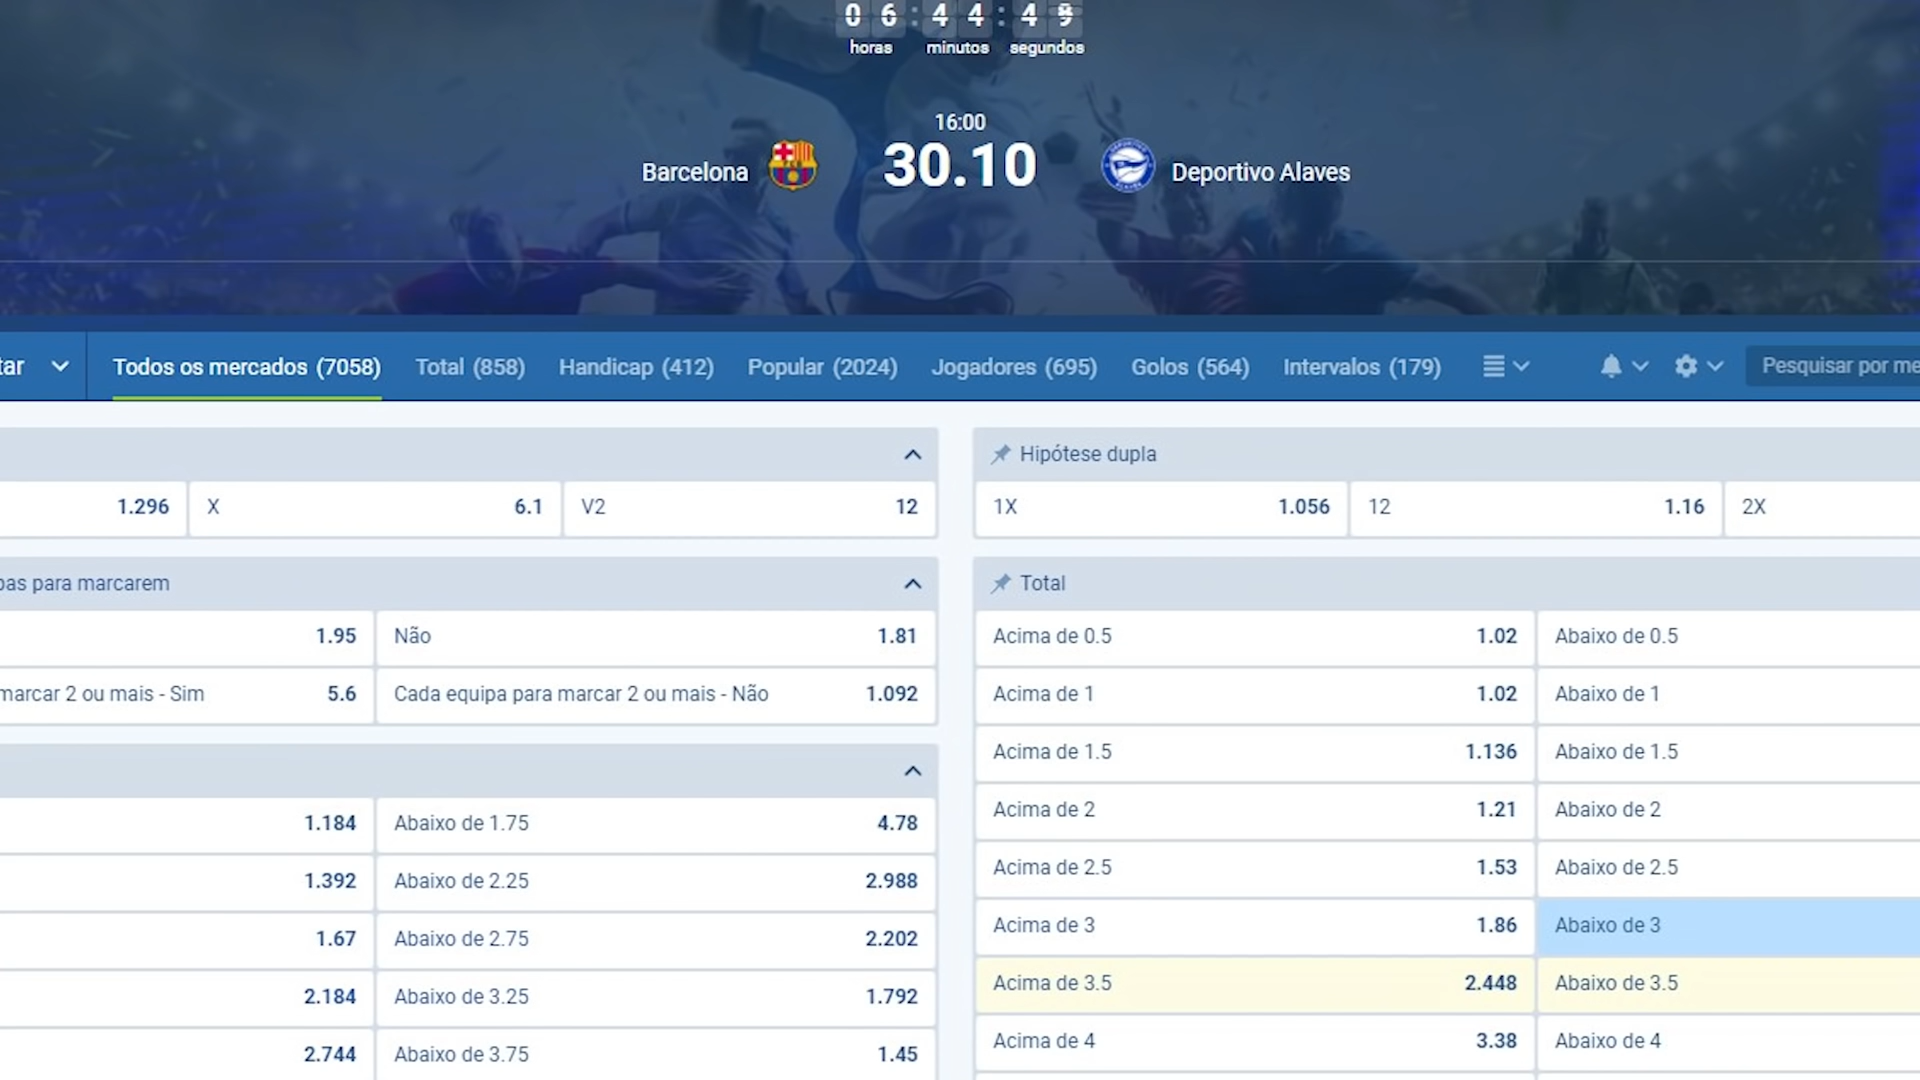 06:44:49
horas minutos segundos
16:00
Barcelona 30.10 Deportivo Alaves
Todos os mercados (7058) Total (858) Handicap (412) Popular (2024) Jogadores (695) Golos (564) Intervalos (179) Pesquisar por
1.296 X 6.1 V2 12
Hipótese dupla
1X 1.056 12 1.16 2X
para marcarem
1.95 Não 1.81
marcar 2 ou mais - Sim 5.6 Cada equipa para marcar 2 ou mais - Não 1.092
1.184 Abaixo de 1.75 4.78
1.392 Abaixo de 2.25 2.988
1.67 Abaixo de 2.75 2.202
2.184 Abaixo de 3.25 1.792
2.744 Abaixo de 3.75 1.45
Total
Acima de 0.5 1.02 Abaixo de 0.5
Acima de 1 1.02 Abaixo de 1
Acima de 1.5 1.136 Abaixo de 1.5
Acima de 2 1.21 Abaixo de 2
Acima de 2.5 1.53 Abaixo de 2.5
Acima de 3 1.86 Abaixo de 3
Acima de 3.5 2.448 Abaixo de 3.5
Acima de 4 3.38 Abaixo de 4